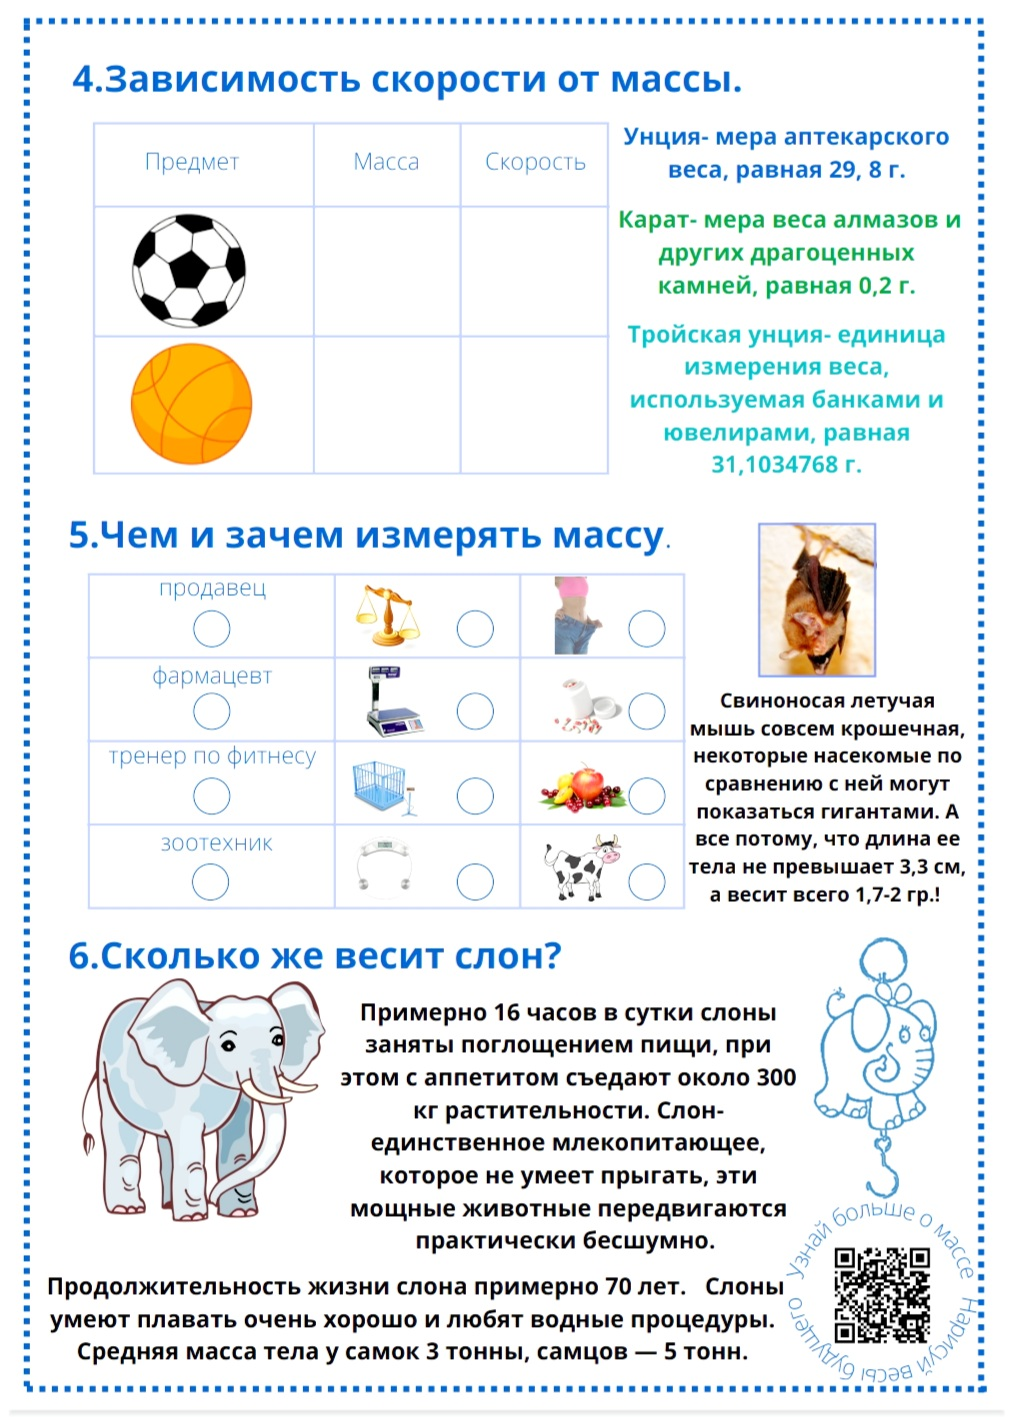 4.Зависимость скорости от массы.
Предмет
Масса
Скорость
Унция- мера аптекарского
веса, равная 29, 8 г.
Карат- мера веса алмазов и
других драгоценных
камней, равная 0,2 г.
Тройская унция- единица
измерения веса,
используемая банками и
ювелирами, равная
31,1034768 г.
5.Чем и зачем измерять массу.
продавец
фармацевт
тренер по фитнесу
зоотехник
Свиноносая летучая
мышь совсем крошечная,
некоторые насекомые по
сравнению с ней могут
показаться гигантами. А
все потому, что длина ее
тела не превышает 3,3 см,
а весит всего 1,7-2 гр.!
6.Сколько же весит слон?
Примерно 16 часов в сутки слоны
заняты поглощением пищи, при
этом с аппетитом съедают около 300
кг растительности. Слон-
единственное млекопитающее,
которое не умеет прыгать, эти
мощные животные передвигаются
практически бесшумно.
Продолжительность жизни слона примерно 70 лет. Слоны
умеют плавать очень хорошо и любят водные процедуры.
Средняя масса тела у самок 3 тонны, самцов — 5 тонн.
Узнай больше о массе
Нарисуй весы будущего